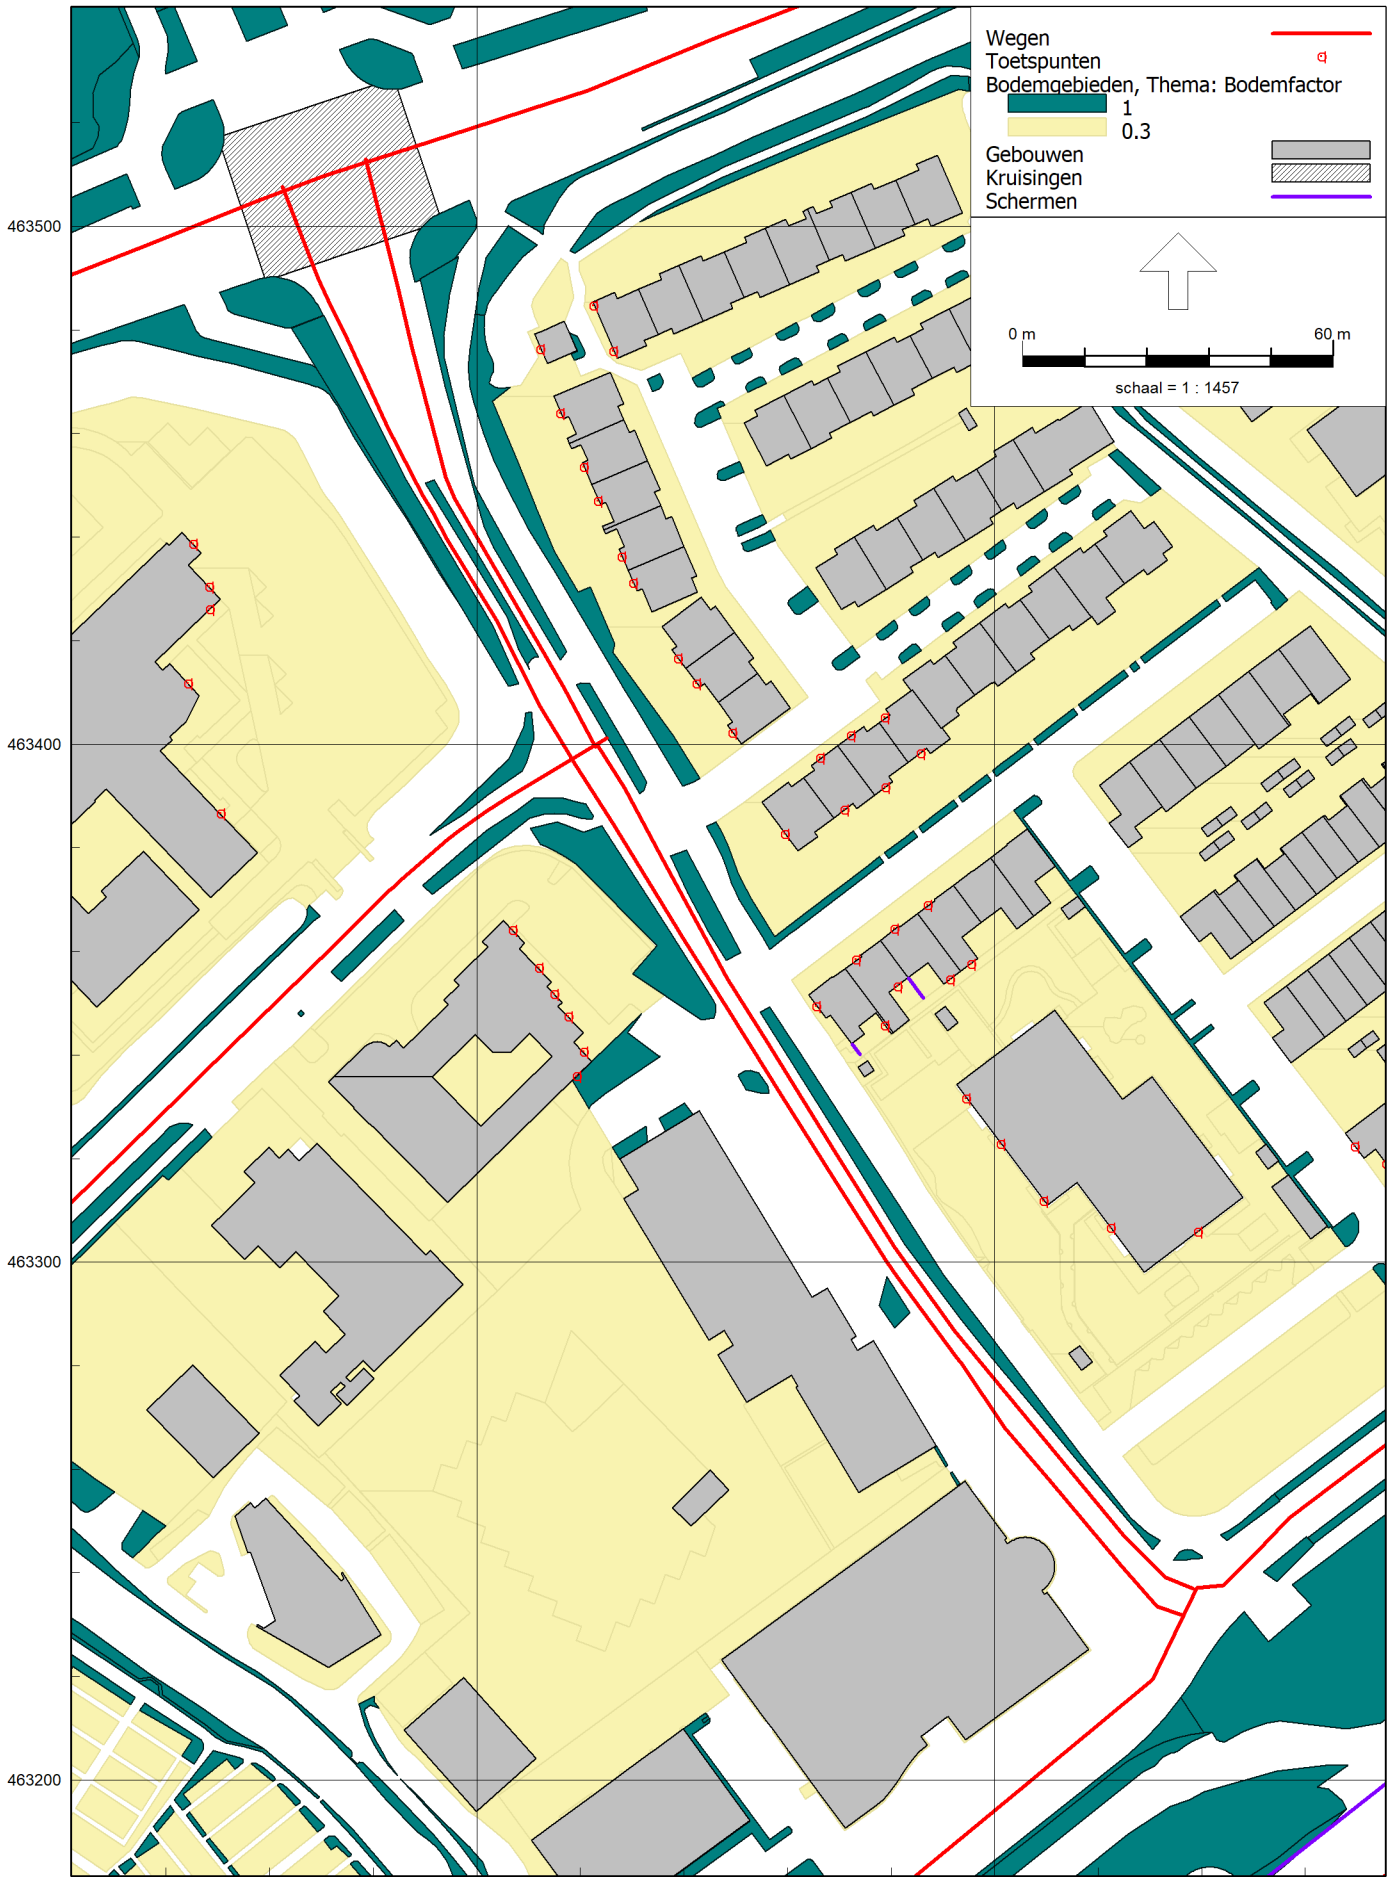 Wegen
Toetspunten
Bodemgebieden, Thema: Bodemfactor
1
0.3
Gebouwen
Kruisingen
Schermen
463500
0 m 60 m
schaal = 1 : 1457
463400
463300
463200